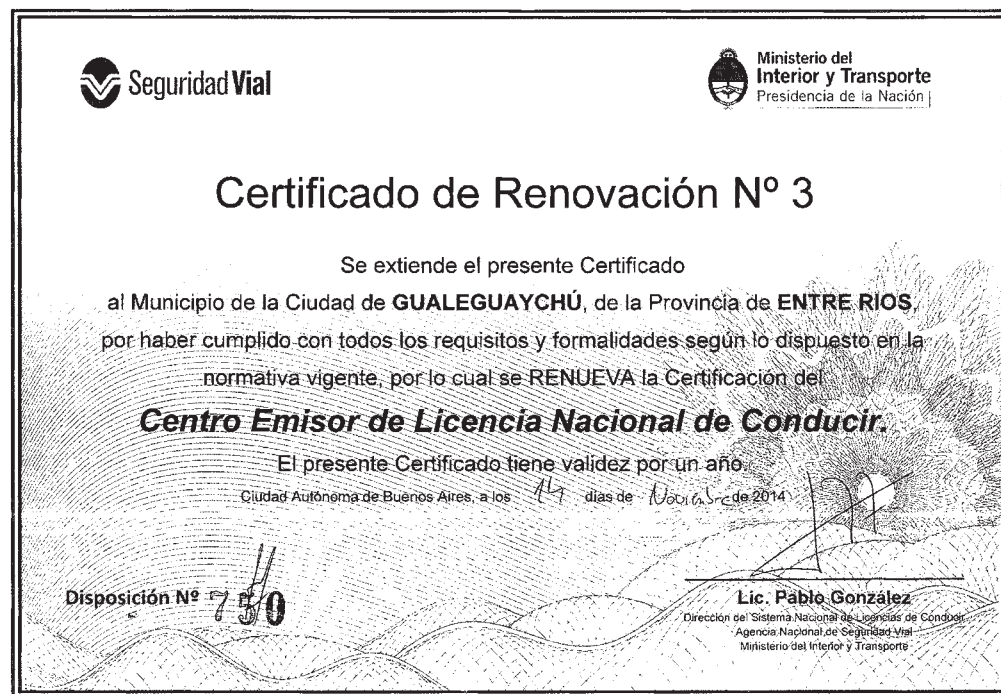 Seguridad Vial
Ministerio del
Interior y Transporte
Presidencia de la Nación
Certificado de Renovación Nº 3
Se extiende el presente Certificado
al Municipio de la Ciudad de GUALEGUAYCHÚ, de la Provincia de ENTRE RIOS,
por haber cumplido con todos los requisitos y formalidades según lo dispuesto en la
normativa vigente, por lo cual se RENUEVA la Certificación del
Centro Emisor de Licencia Nacional de Conducir.
El presente Certificado tiene validez por un año.
Ciudad Autónoma de Buenos Aires, a los 14 días de Noviembre de 2014
Disposición Nº 750
Lic. Pablo González
Dirección del Sistema Nacional de Licencias de Conducir
Agencia Nacional de Seguridad Vial
Ministerio del Interior y Transporte